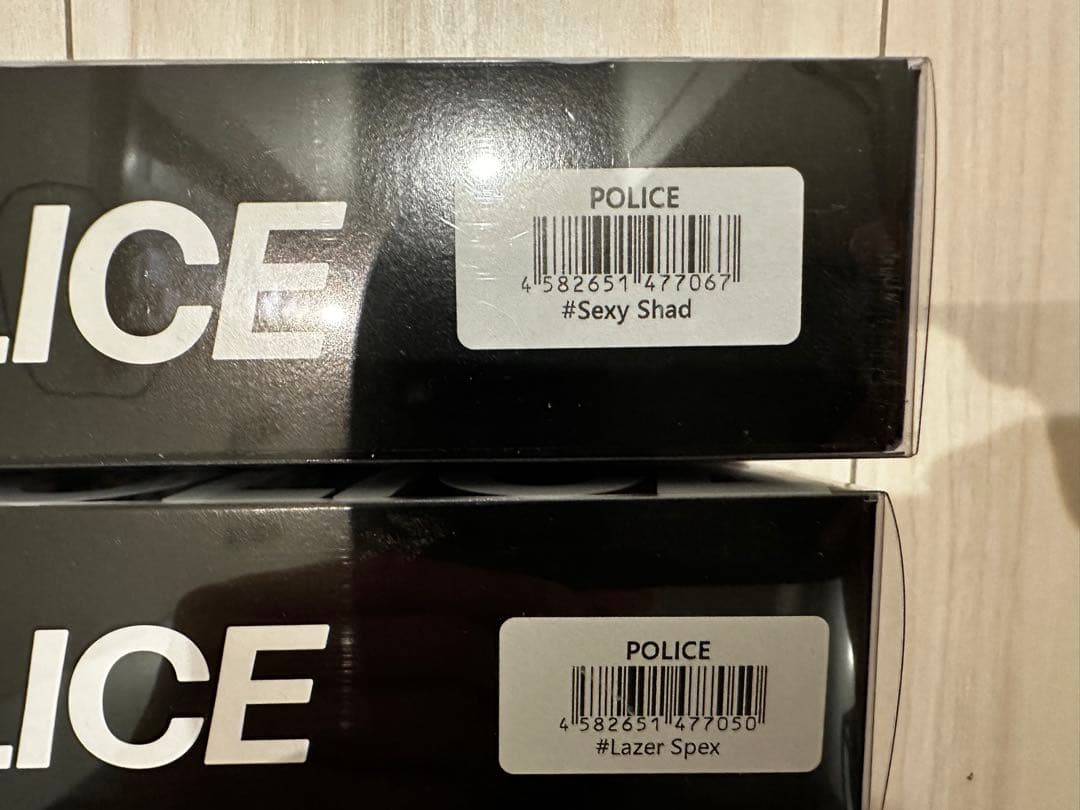 LICE
POLICE
4 582651 477067
#Sexy Shad
LICE
POLICE
4 582651 477050
#Lazer Spex